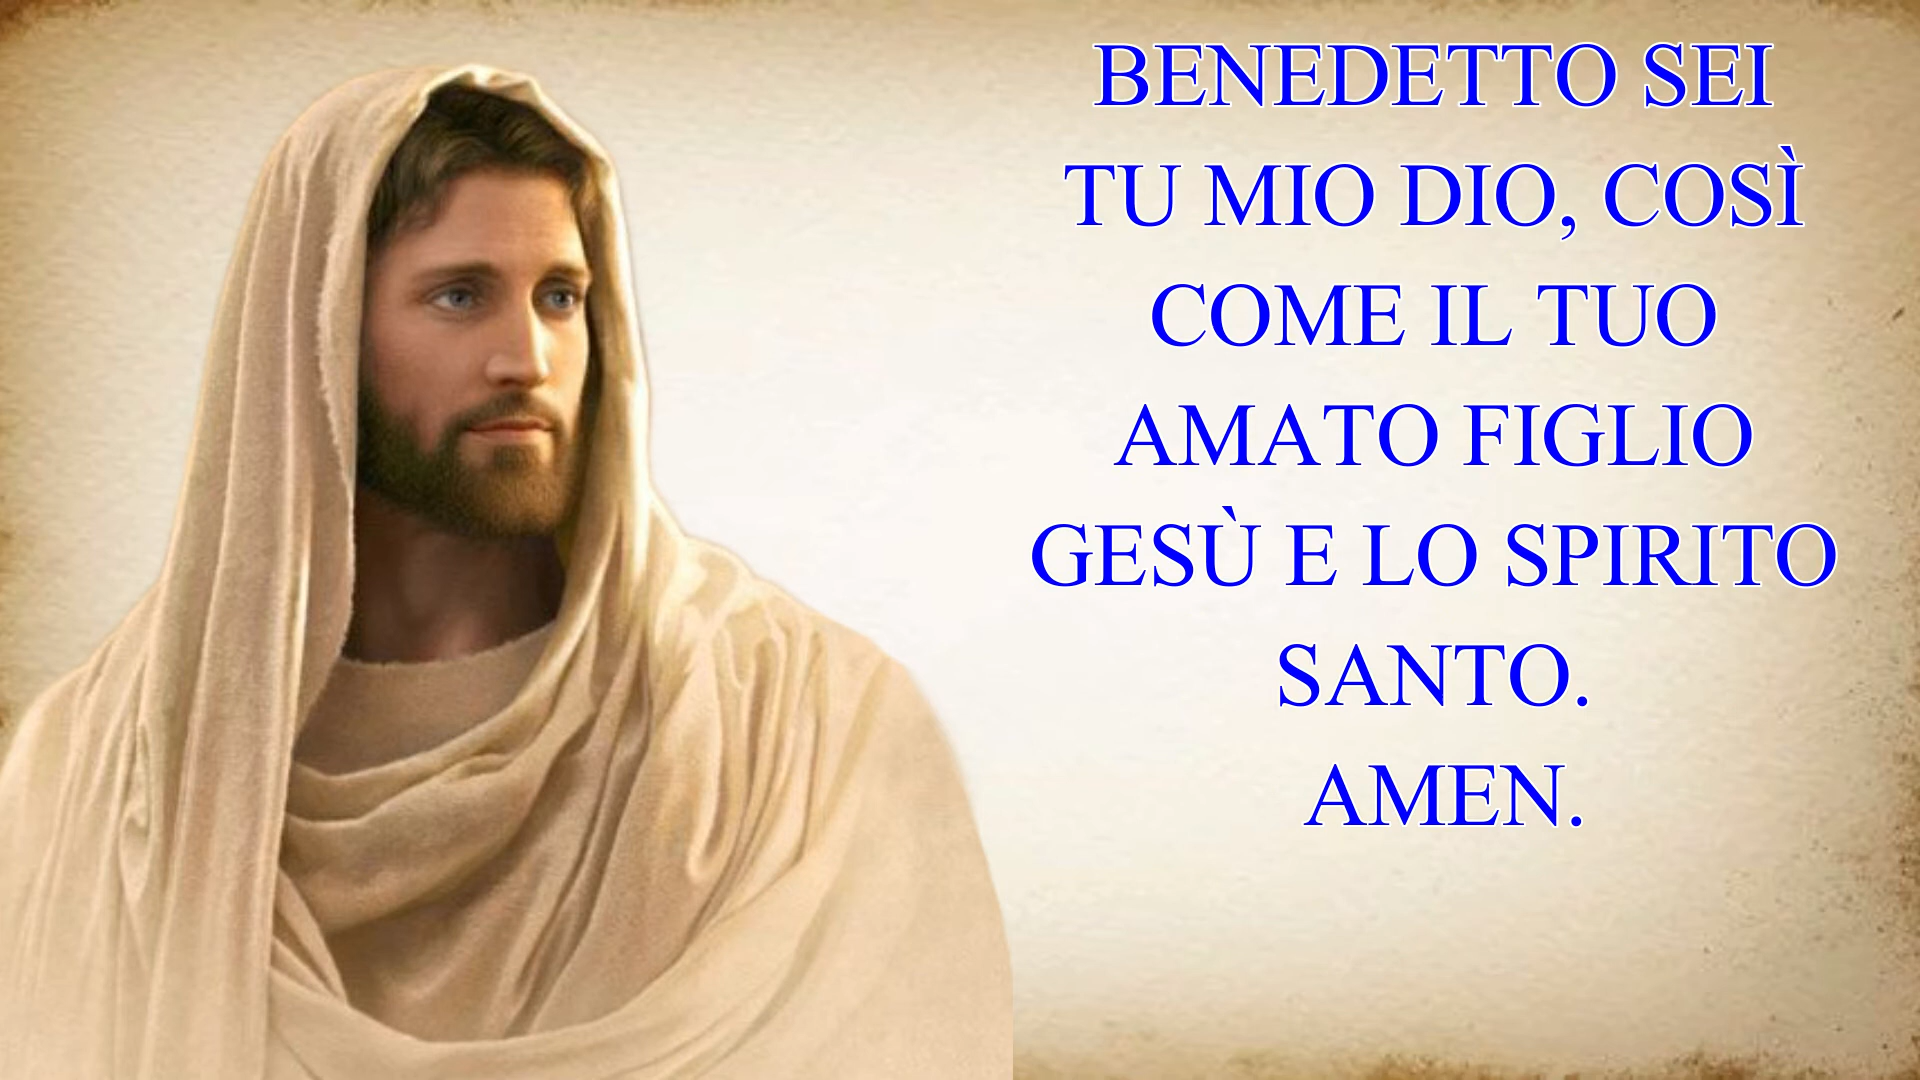 BENEDETTO SEI
TU MIO DIO, COSÌ
COME IL TUO
AMATO FIGLIO
GESÙ E LO SPIRITO
SANTO.
AMEN.